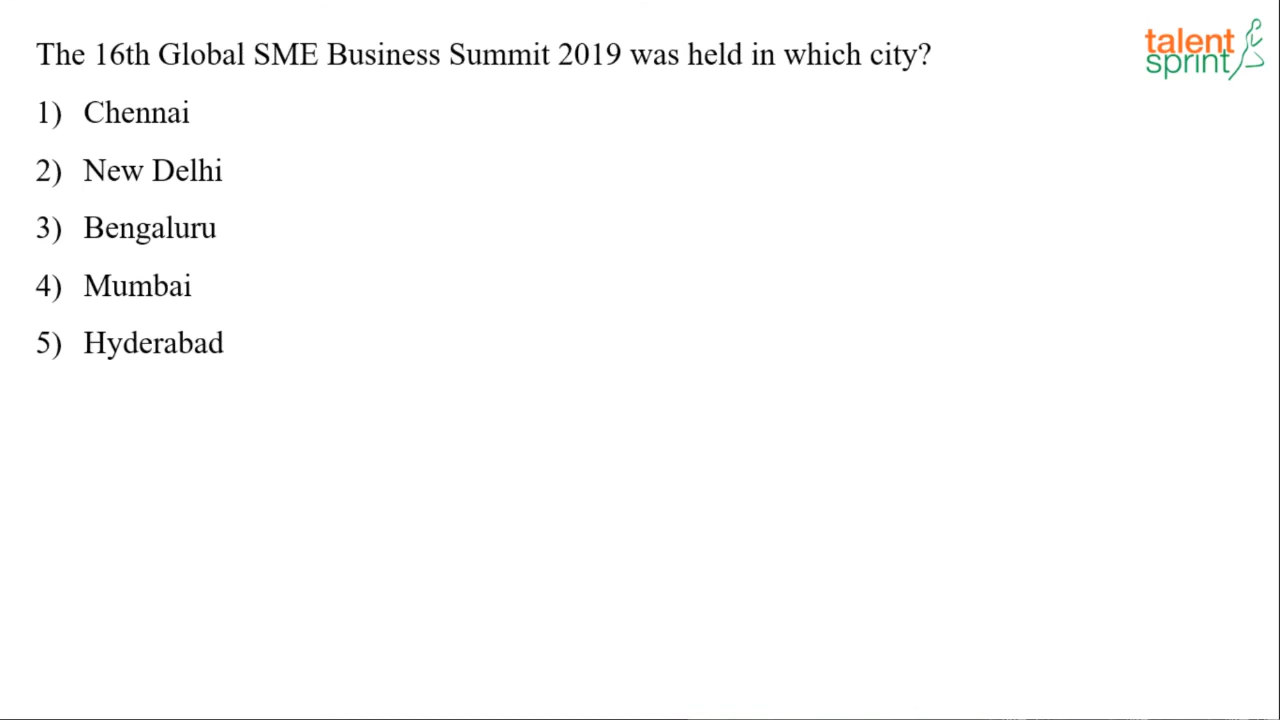 The 16th Global SME Business Summit 2019 was held in which city?
talent
sprint
1) Chennai
2) New Delhi
3) Bengaluru
4) Mumbai
5) Hyderabad